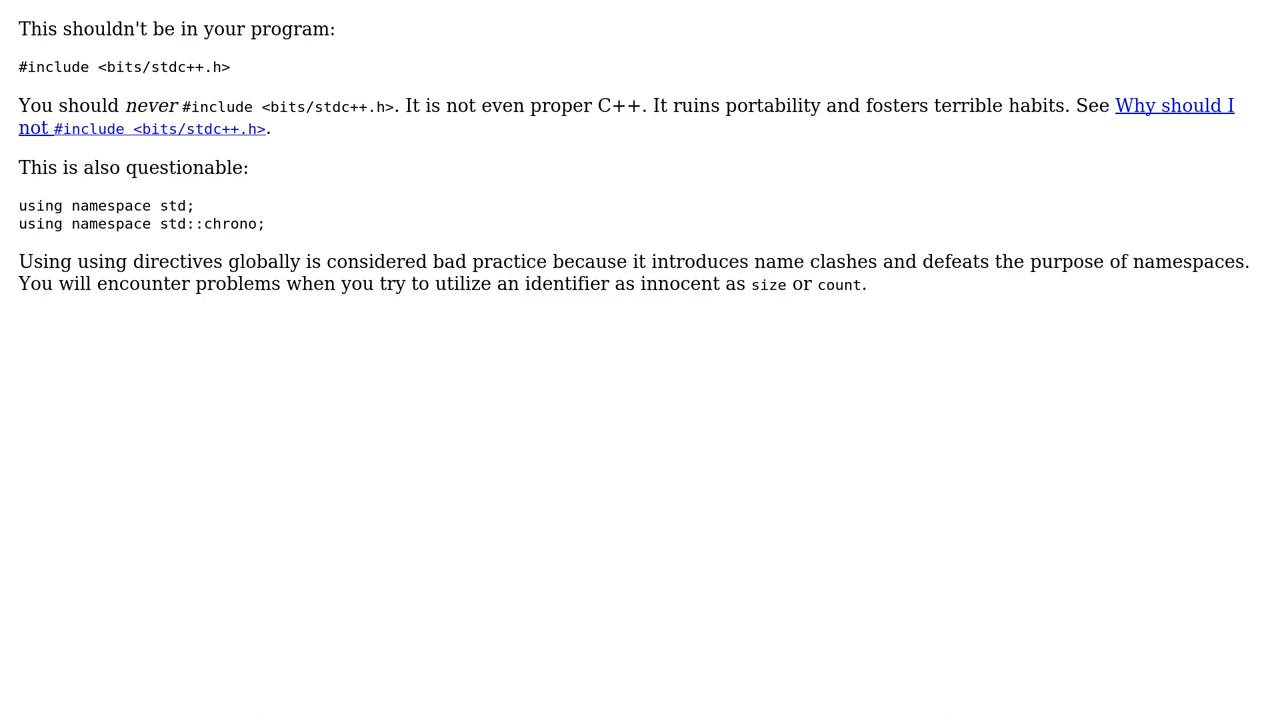 This shouldn't be in your program:
#include <bits/stdc++.h>
You should never #include <bits/stdc++.h>. It is not even proper C++. It ruins portability and fosters terrible habits. See Why should I
not #include <bits/stdc++.h>.
This is also questionable:
using namespace std;
using namespace std::chrono;
Using using directives globally is considered bad practice because it introduces name clashes and defeats the purpose of namespaces.
You will encounter problems when you try to utilize an identifier as innocent as size or count.